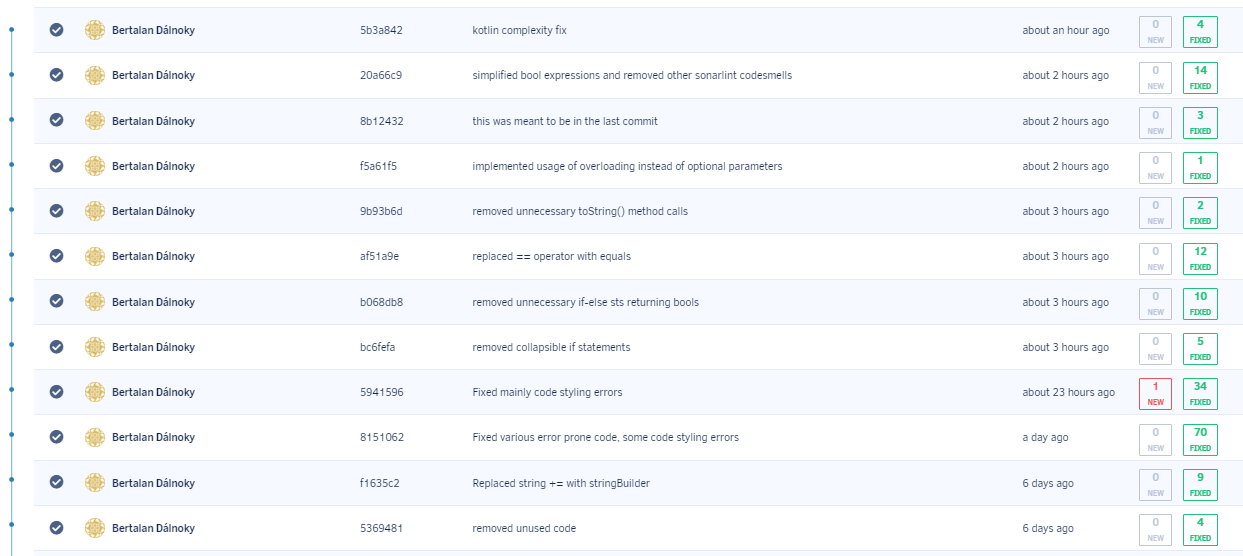 Bertalan Dálnoky 5b3a842 kotlin complexity fix about an hour ago 0 NEW 4 FIXED
Bertalan Dálnoky 20a66c9 simplified bool expressions and removed other sonarlint codesmells about 2 hours ago 0 NEW 14 FIXED
Bertalan Dálnoky 8b12432 this was meant to be in the last commit about 2 hours ago 0 NEW 3 FIXED
Bertalan Dálnoky f5a61f5 implemented usage of overloading instead of optional parameters about 2 hours ago 0 NEW 1 FIXED
Bertalan Dálnoky 9b93b6d removed unnecessary toString() method calls about 3 hours ago 0 NEW 2 FIXED
Bertalan Dálnoky af51a9e replaced == operator with equals about 3 hours ago 0 NEW 12 FIXED
Bertalan Dálnoky b068db8 removed unnecessary if-else sts returning bools about 3 hours ago 0 NEW 10 FIXED
Bertalan Dálnoky bc6fefa removed collapsible if statements about 3 hours ago 0 NEW 5 FIXED
Bertalan Dálnoky 5941596 Fixed mainly code styling errors about 23 hours ago 1 NEW 34 FIXED
Bertalan Dálnoky 8151062 Fixed various error prone code, some code styling errors a day ago 0 NEW 70 FIXED
Bertalan Dálnoky f1635c2 Replaced string += with stringBuilder 6 days ago 0 NEW 9 FIXED
Bertalan Dálnoky 5369481 removed unused code 6 days ago 0 NEW 4 FIXED